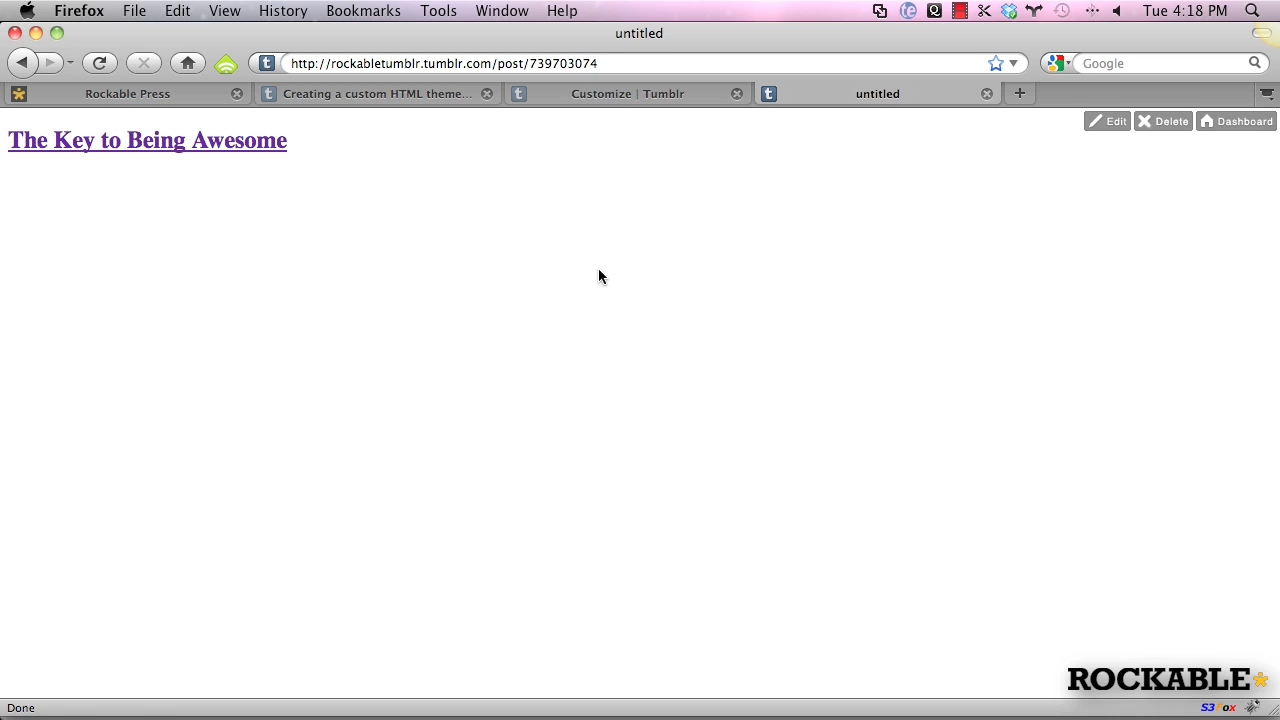 Firefox File Edit View History Bookmarks Tools Window Help Tue 4:18 PM
untitled
http://rockabletumblr.tumblr.com/post/739703074 Google
Rockable Press Creating a custom HTML theme... Customize | Tumblr untitled
Edit Delete Dashboard
The Key to Being Awesome
ROCKABLE
Done S3Fox